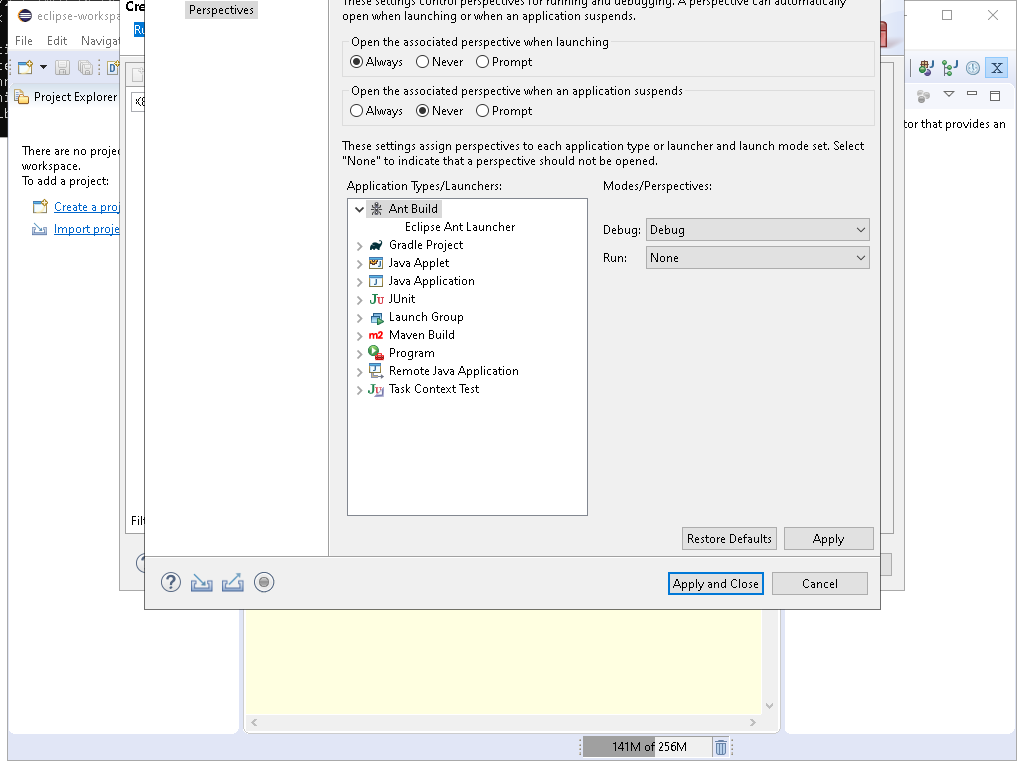 eclipse-workspa
Cre
Perspectives
These settings control perspectives for running and debugging. A perspective can automatically
open when launching or when an application suspends.
File Edit Navigat
Ru
Open the associated perspective when launching
Always Never Prompt
Project Explorer
Open the associated perspective when an application suspends
Always Never Prompt
tor that provides an
There are no projec
workspace.
To add a project:
Create a proj
Import proje
These settings assign perspectives to each application type or launcher and launch mode set. Select
"None" to indicate that a perspective should not be opened.
Application Types/Launchers:
Modes/Perspectives:
Ant Build
Eclipse Ant Launcher
Gradle Project
Java Applet
Java Application
JUnit
Launch Group
Maven Build
Program
Remote Java Application
Task Context Test
Debug: Debug
Run: None
Filt
Restore Defaults Apply
Apply and Close Cancel
141M of 256M